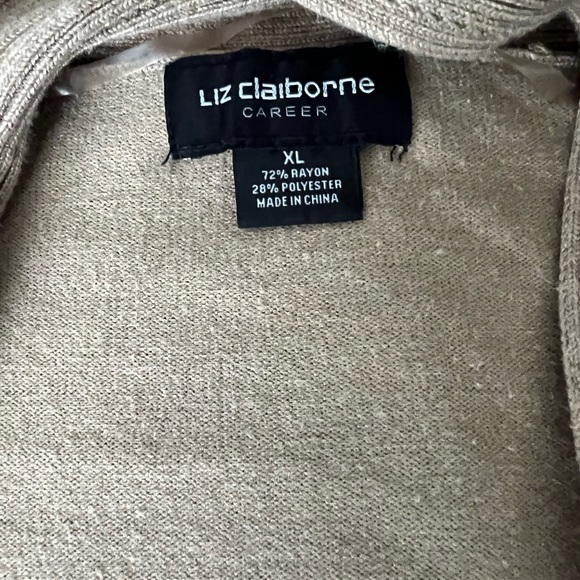 Liz claiborne
CAREER
XL
72% RAYON
28% POLYESTER
MADE IN CHINA